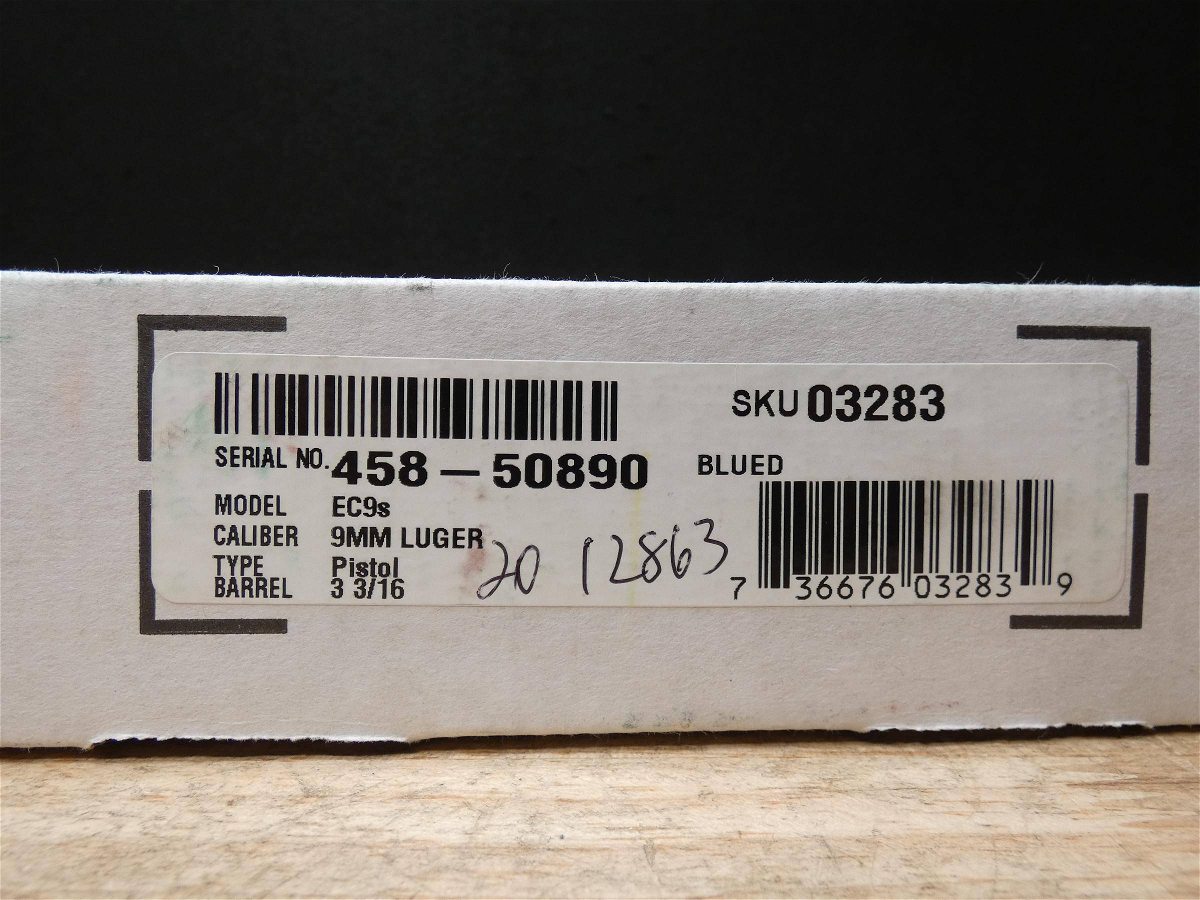 SKU 03283
SERIAL NO. 458-50890
BLUED
MODEL EC9s
CALIBER 9MM LUGER
TYPE Pistol
BARREL 3 3/16
20 12863
7 36676 03283 9